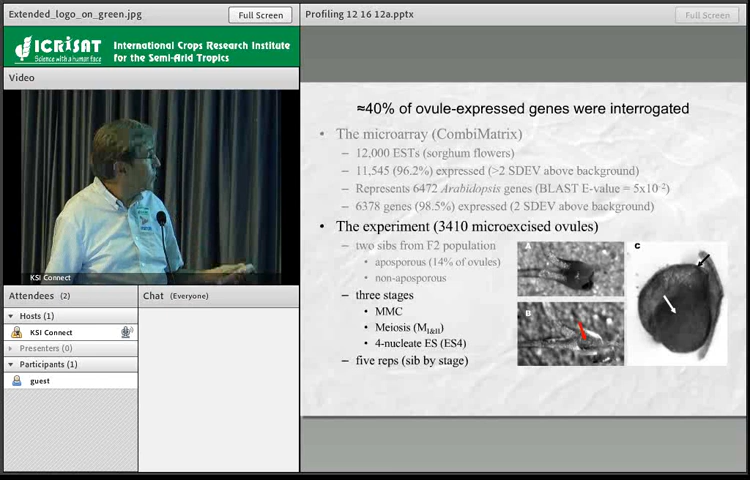 Extended_logo_on_green.jpg
Full Screen
Profiling 12 16 12a.pptx
Full Screen
ICRISAT
Science with a human face
International Crops Research Institute
for the Semi-Arid Tropics
Video
KSI Connect
Attendees (2)
Hosts (1)
KSI Connect
Presenters (0)
Participants (1)
guest
Chat (Everyone)
≈40% of ovule-expressed genes were interrogated
• The microarray (CombiMatrix)
– 12,000 ESTs (sorghum flowers)
– 11,545 (96.2%) expressed (>2 SDEV above background)
– Represents 6472 Arabidopsis genes (BLAST E-value = 5x10⁻²)
– 6378 genes (98.5%) expressed (2 SDEV above background)
• The experiment (3410 microexcised ovules)
– two sibs from F2 population
• aposporous (14% of ovules)
• non-aposporous
– three stages
• MMC
• Meiosis (M I&II)
• 4-nucleate ES (ES4)
– five reps (sib by stage)
A
B
C